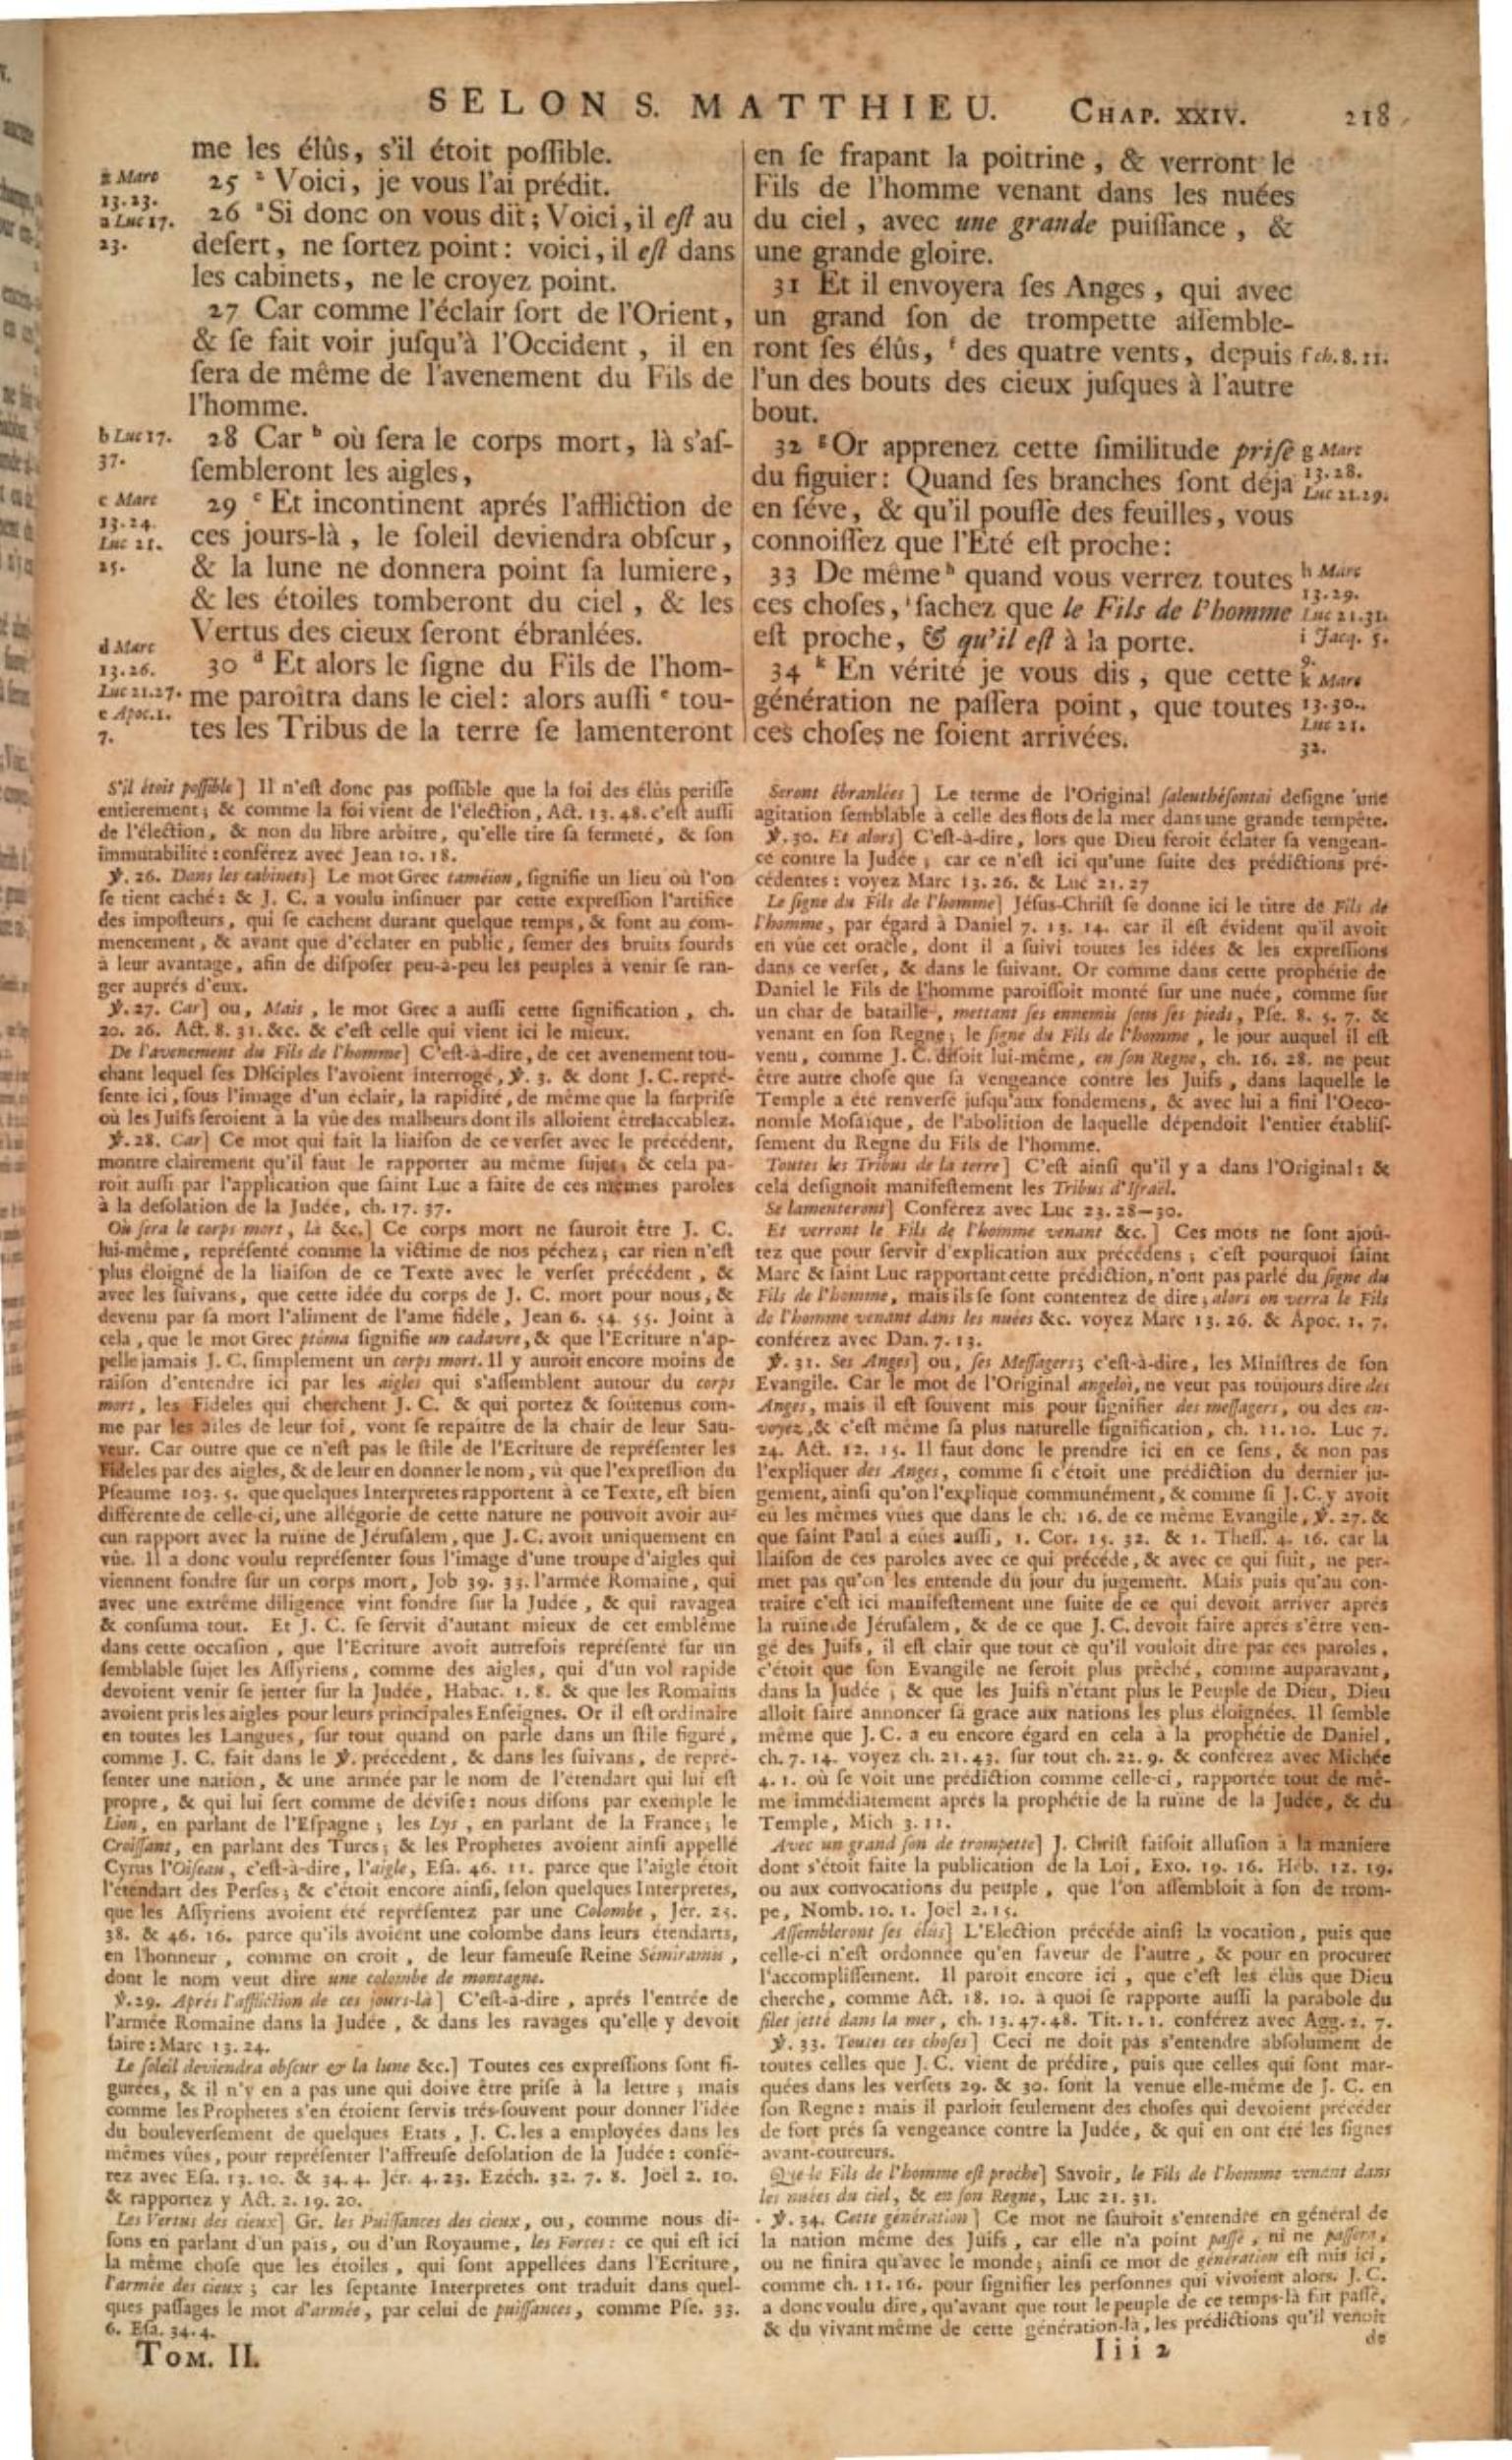 SELON S. MATTHIEU. CHAP. XXIV. 218
me les élûs, s'il étoit possible.
z Marc
13.23.
25 z Voici, je vous l'ai prédit.
a Luc 17.
23.
26 a Si donc on vous dit; Voici, il est au
desert, ne sortez point: voici, il est dans
les cabinets, ne le croyez point.
27 Car comme l'éclair sort de l'Orient,
& se fait voir jusqu'à l'Occident, il en
sera de même de l'avenement du Fils de
l'homme.
b Luc 17.
37.
28 Car b où sera le corps mort, là s'as-
sembleront les aigles,
c Marc
13.24.
Luc 21.
25.
29 c Et incontinent aprés l'affliction de
ces jours-là, le soleil deviendra obscur,
& la lune ne donnera point sa lumiere,
& les étoiles tomberont du ciel, & les
Vertus des cieux seront ébranlées.
d Marc
13.26.
Luc 21.27.
e Apoc. 1.
7.
30 d Et alors le signe du Fils de l'hom-
me paroîtra dans le ciel: alors aussi e tou-
tes les Tribus de la terre se lamenteront
en se frapant la poitrine, & verront le
Fils de l'homme venant dans les nuées
du ciel, avec une grande puissance, &
une grande gloire.
31 Et il envoyera ses Anges, qui avec
un grand son de trompette assemble-
ront ses élûs, f des quatre vents, depuis
f ch. 8. 11.
l'un des bouts des cieux jusques à l'autre
bout.
32 g Or apprenez cette similitude prise
g Marc
13.28.
Luc 21.29.
du figuier: Quand ses branches sont déja
en séve, & qu'il pousse des feuilles, vous
connoissez que l'Eté est proche:
33 De même h quand vous verrez toutes
h Marc
13.29.
Luc 21.31.
ces choses, i sachez que le Fils de l'homme
est proche, & qu'il est à la porte.
i Jacq. 5.
9.
34 k En vérité je vous dis, que cette
k Marc
13.30.
Luc 21.
32.
génération ne passera point, que toutes
ces choses ne soient arrivées.
S'il étoit possible] Il n'est donc pas possible que la foi des élûs perisse
entierement; & comme la foi vient de l'élection, Act. 13. 48. c'est aussi
de l'élection, & non du libre arbitre, qu'elle tire sa fermeté, & son
immutabilité: conférez avec Jean 10. 18.
℣. 26. Dans les cabinets] Le mot Grec taméion, signifie un lieu où l'on
se tient caché: & J. C. a voulu insinuer par cette expression l'artifice
des imposteurs, qui se cachent durant quelque temps, & font au com-
mencement, & avant que d'éclater en public, semer des bruits sourds
à leur avantage, afin de disposer peu-à-peu les peuples à venir se ran-
ger auprés d'eux.
℣. 27. Car] ou, Mais, le mot Grec a aussi cette signification, ch.
20. 26. Act. 8. 31. &c. & c'est celle qui vient ici le mieux.
De l'avenement du Fils de l'homme] C'est-à-dire, de cet avenement tou-
chant lequel ses Disciples l'avoient interrogé, ℣. 3. & dont J. C. repré-
sente ici, sous l'image d'un éclair, la rapidité, de même que la surprise
où les Juifs seroient à la vûe des malheurs dont ils alloient être accablez.
℣. 28. Car] Ce mot qui fait la liaison de ce verset avec le précédent,
montre clairement qu'il faut le rapporter au même sujet, & cela pa-
roît aussi par l'application que saint Luc a faite de ces mêmes paroles
à la desolation de la Judée, ch. 17. 37.
Où sera le corps mort, là &c.] Ce corps mort ne sauroit être J. C.
lui-même, représenté comme la victime de nos péchez; car rien n'est
plus éloigné de la liaison de ce Texte avec le verset précédent, &
avec les suivans, que cette idée du corps de J. C. mort pour nous, &
devenu par sa mort l'aliment de l'ame fidéle, Jean 6. 54. 55. Joint à
cela, que le mot Grec ptôma signifie un cadavre, & que l'Ecriture n'ap-
pelle jamais J. C. simplement un corps mort. Il y auroit encore moins de
raison d'entendre ici par les aigles qui s'assemblent autour du corps
mort, les Fideles qui cherchent J. C. & qui portez & soûtenus com-
me par les ailes de leur foi, vont se repaître de la chair de leur Sau-
veur. Car outre que ce n'est pas le stile de l'Ecriture de représenter les
Fideles par des aigles, & de leur en donner le nom, vû que l'expression du
Pseaume 103. 5. que quelques Interpretes rapportent à ce Texte, est bien
différente de celle-ci, une allégorie de cette nature ne pouvoit avoir au-
cun rapport avec la ruïne de Jérusalem, que J. C. avoit uniquement en
vûe. Il a donc voulu représenter sous l'image d'une troupe d'aigles qui
viennent fondre sur un corps mort, Job 39. 33. l'armée Romaine, qui
avec une extrême diligence vint fondre sur la Judée, & qui ravagea
& consuma tout. Et J. C. se servit d'autant mieux de cet emblême
dans cette occasion, que l'Ecriture avoit autrefois représenté sur un
semblable sujet les Assyriens, comme des aigles, qui d'un vol rapide
devoient venir se jetter sur la Judée, Habac. 1. 8. & que les Romains
avoient pris les aigles pour leurs principales Enseignes. Or il est ordinaire
en toutes les Langues, sur tout quand on parle dans un stile figuré,
comme J. C. fait dans le ℣. précédent, & dans les suivans, de repré-
senter une nation, & une armée par le nom de l'étendart qui lui est
propre, & qui lui sert comme de dévise: nous disons par exemple le
Lion, en parlant de l'Espagne; les Lys, en parlant de la France; le
Croissant, en parlant des Turcs; & les Prophetes avoient ainsi appellé
Cyrus l'Oiseau, c'est-à-dire, l'aigle, Esa. 46. 11. parce que l'aigle étoit
l'étendart des Perses; & c'étoit encore ainsi, selon quelques Interpretes,
que les Assyriens avoient été représentez par une Colombe, Jér. 25.
38. & 46. 16. parce qu'ils avoient une colombe dans leurs étendarts,
en l'honneur, comme on croit, de leur fameuse Reine Sémiramis,
dont le nom veut dire une colombe de montagne.
℣. 29. Aprés l'affliction de ces jours-là] C'est-à-dire, aprés l'entrée de
l'armée Romaine dans la Judée, & dans les ravages qu'elle y devoit
faire: Marc 13. 24.
Le soleil deviendra obscur & la lune &c.] Toutes ces expressions sont fi-
gurées, & il n'y en a pas une qui doive être prise à la lettre; mais
comme les Prophetes s'en étoient servis trés-souvent pour donner l'idée
du bouleversement de quelques Etats, J. C. les a employées dans les
mêmes vûes, pour représenter l'affreuse desolation de la Judée: confé-
rez avec Esa. 13. 10. & 34. 4. Jér. 4. 23. Ezéch. 32. 7. 8. Joël 2. 10.
& rapportez y Act. 2. 19. 20.
Les Vertus des cieux] Gr. les Puissances des cieux, ou, comme nous di-
sons en parlant d'un païs, ou d'un Royaume, les Forces: ce qui est ici
la même chose que les étoiles, qui sont appellées dans l'Ecriture,
l'armée des cieux; car les septante Interpretes ont traduit dans quel-
ques passages le mot d'armée, par celui de puissances, comme Pse. 33.
6. Esa. 34. 4.
Seront ébranlées] Le terme de l'Original saleuthésontai designe une
agitation semblable à celle des flots de la mer dans une grande tempête.
℣. 30. Et alors] C'est-à-dire, lors que Dieu feroit éclater sa vengean-
ce contre la Judée; car ce n'est ici qu'une suite des prédictions pré-
cédentes: voyez Marc 13. 26. & Luc 21. 27
Le signe du Fils de l'homme] Jésus-Christ se donne ici le titre de Fils de
l'homme, par égard à Daniel 7. 13. 14. car il est évident qu'il avoit
en vûe cet oracle, dont il a suivi toutes les idées & les expressions
dans ce verset, & dans le suivant. Or comme dans cette prophétie de
Daniel le Fils de l'homme paroissoit monté sur une nuée, comme sur
un char de bataille, mettant ses ennemis sous ses pieds, Pse. 8. 5. 7. &
venant en son Regne; le signe du Fils de l'homme, le jour auquel il est
venu, comme J. C. disoit lui-même, en son Regne, ch. 16. 28. ne peut
être autre chose que sa vengeance contre les Juifs, dans laquelle le
Temple a été renversé jusqu'aux fondemens, & avec lui a fini l'Oeco-
nomie Mosaïque, de l'abolition de laquelle dépendoit l'entier établis-
sement du Regne du Fils de l'homme.
Toutes les Tribus de la terre] C'est ainsi qu'il y a dans l'Original: &
cela designoit manifestement les Tribus d'Israël.
Se lamenteront] Conférez avec Luc 23. 28—30.
Et verront le Fils de l'homme venant &c.] Ces mots ne sont ajoû-
tez que pour servir d'explication aux précédens; c'est pourquoi saint
Marc & saint Luc rapportant cette prédiction, n'ont pas parlé du signe du
Fils de l'homme, mais ils se sont contentez de dire; alors on verra le Fils
de l'homme venant dans les nuées &c. voyez Marc 13. 26. & Apoc. 1. 7.
conférez avec Dan. 7. 13.
℣. 31. Ses Anges] ou, ses Messagers; c'est-à-dire, les Ministres de son
Evangile. Car le mot de l'Original angeloi, ne veut pas toûjours dire des
Anges, mais il est souvent mis pour signifier des messagers, ou des en-
voyez, & c'est même sa plus naturelle signification, ch. 11. 10. Luc 7.
24. Act. 12. 15. Il faut donc le prendre ici en ce sens, & non pas
l'expliquer des Anges, comme si c'étoit une prédiction du dernier ju-
gement, ainsi qu'on l'explique communément, & comme si J. C. y avoit
eû les mêmes vûes que dans le ch. 16. de ce même Evangile, ℣. 27. &
que saint Paul a eûes aussi, 1. Cor. 15. 32. & 1. Thess. 4. 16. car la
liaison de ces paroles avec ce qui précéde, & avec ce qui suit, ne per-
met pas qu'on les entende du jour du jugement. Mais puis qu'au con-
traire c'est ici manifestement une suite de ce qui devoit arriver aprés
la ruïne de Jérusalem, & de ce que J. C. devoit faire aprés s'être ven-
gé des Juifs, il est clair que tout ce qu'il vouloit dire par ces paroles,
c'étoit que son Evangile ne seroit plus prêché, comme auparavant,
dans la Judée; & que les Juifs n'étant plus le Peuple de Dieu, Dieu
alloit faire annoncer sa grace aux nations les plus éloignées. Il semble
même que J. C. a eu encore égard en cela à la prophétie de Daniel,
ch. 7. 14. voyez ch. 21. 43. sur tout ch. 22. 9. & conférez avec Michée
4. 1. où se voit une prédiction comme celle-ci, rapportée tout de mê-
me immédiatement aprés la prophétie de la ruïne de la Judée, & du
Temple, Mich 3. 11.
Avec un grand son de trompette] J. Christ faisoit allusion à la maniere
dont s'étoit faite la publication de la Loi, Exo. 19. 16. Héb. 12. 19.
ou aux convocations du peuple, que l'on assembloit à son de trom-
pe, Nomb. 10. 1. Joël 2. 15.
Assembleront ses élûs] L'Election précéde ainsi la vocation, puis que
celle-ci n'est ordonnée qu'en faveur de l'autre, & pour en procurer
l'accomplissement. Il paroît encore ici, que c'est les élûs que Dieu
cherche, comme Act. 18. 10. à quoi se rapporte aussi la parabole du
filet jetté dans la mer, ch. 13. 47. 48. Tit. 1. 1. conférez avec Agg. 2. 7.
℣. 33. Toutes ces choses] Ceci ne doit pas s'entendre absolument de
toutes celles que J. C. vient de prédire, puis que celles qui sont mar-
quées dans les versets 29. & 30. sont la venue elle-même de J. C. en
son Regne: mais il parloit seulement des choses qui devoient précéder
de fort prés sa vengeance contre la Judée, & qui en ont été les signes
avant-coureurs.
Que le Fils de l'homme est proche] Savoir, le Fils de l'homme venant dans
les nuées du ciel, & en son Regne, Luc 21. 31.
℣. 34. Cette génération] Ce mot ne sauroit s'entendre en général de
la nation même des Juifs, car elle n'a point passé, ni ne passera,
ou ne finira qu'avec le monde; ainsi ce mot de génération est mis ici,
comme ch. 11. 16. pour signifier les personnes qui vivoient alors. J. C.
a donc voulu dire, qu'avant que tout le peuple de ce temps-là fût passé,
& du vivant même de cette génération-là, les prédictions qu'il venoit
de
TOM. II.
Iii 2